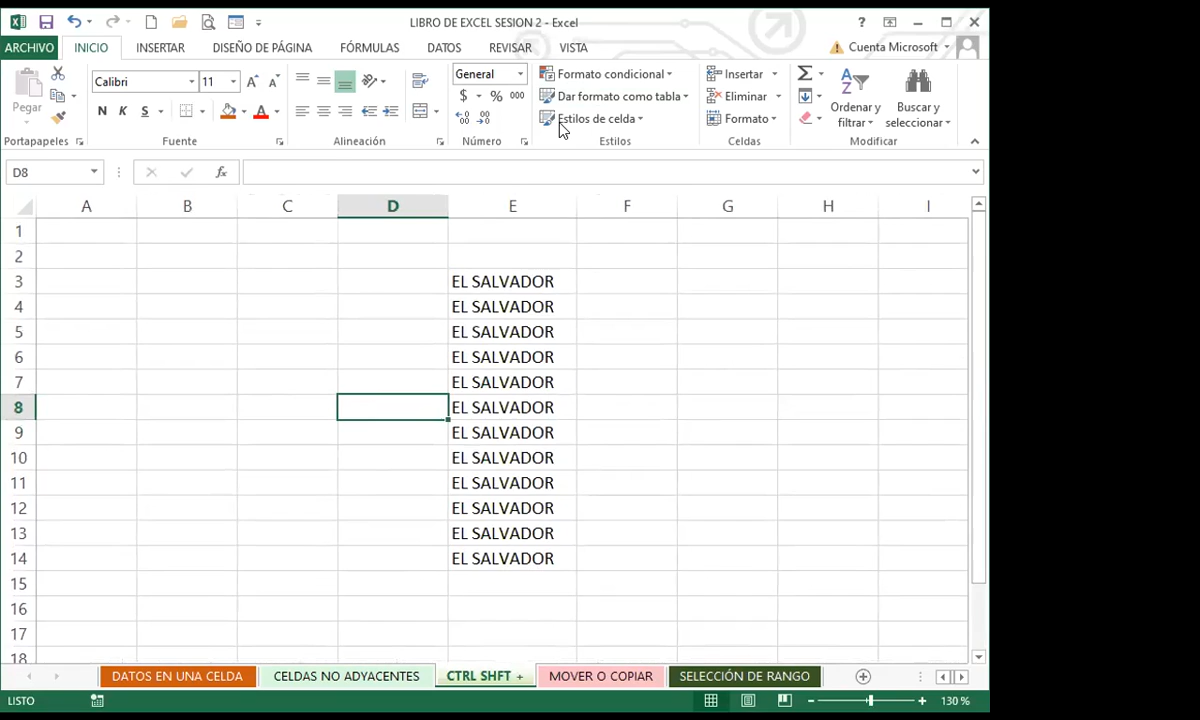 LIBRO DE EXCEL SESION 2 - Excel
?
ARCHIVO INICIO INSERTAR DISEÑO DE PÁGINA FÓRMULAS DATOS REVISAR VISTA Cuenta Microsoft
Pegar
Portapapeles
Calibri 11
N K S
Fuente
Alineación
General
$ % 000
Número
Formato condicional
Dar formato como tabla
Estilos de celda
Estilos
Insertar
Eliminar
Formato
Celdas
Ordenar y filtrar
Buscar y seleccionar
Modificar
D8 fx
A B C D E F G H I
1
2
3 EL SALVADOR
4 EL SALVADOR
5 EL SALVADOR
6 EL SALVADOR
7 EL SALVADOR
8 EL SALVADOR
9 EL SALVADOR
10 EL SALVADOR
11 EL SALVADOR
12 EL SALVADOR
13 EL SALVADOR
14 EL SALVADOR
15
16
17
18
DATOS EN UNA CELDA CELDAS NO ADYACENTES CTRL SHFT + MOVER O COPIAR SELECCIÓN DE RANGO
LISTO 130 %